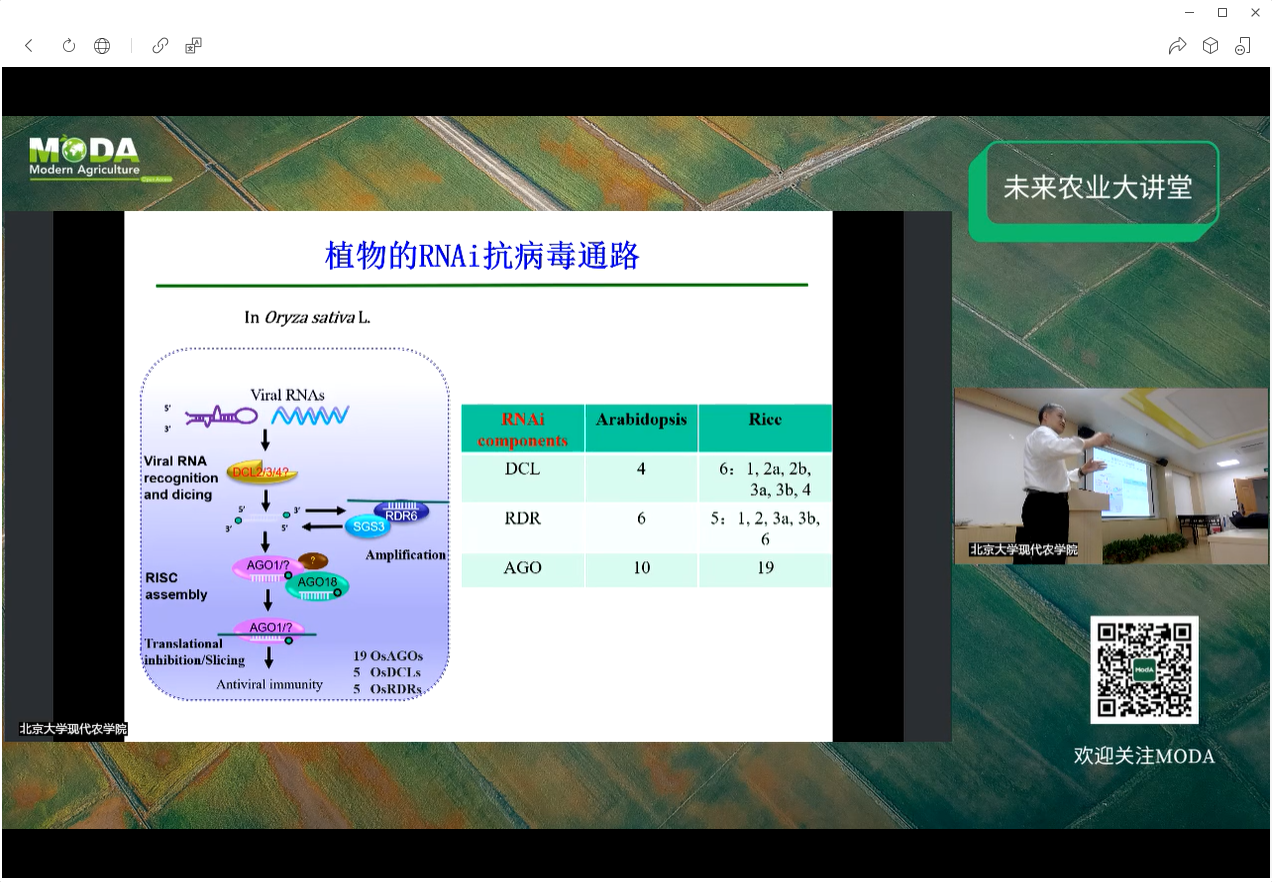 MODA
Modern Agriculture
Open Access
未来农业大讲堂
植物的RNAi抗病毒通路
In Oryza sativa L.
Viral RNAs
5'
3'
Viral RNA
recognition
and dicing
DCL2/3/4?
5'
3'
3'
5'
SGS3
RDR6
Amplification
AGO1/?
?
AGO18
RISC
assembly
AGO1/?
Translational
inhibition/Slicing
Antiviral immunity
19 OsAGOs
5 OsDCLs
5 OsRDRs
RNAi components Arabidopsis Rice
DCL 4 6：1, 2a, 2b,
3a, 3b, 4
RDR 6 5：1, 2, 3a, 3b,
6
AGO 10 19
北京大学现代农学院
北京大学现代农学院
ModA
欢迎关注MODA